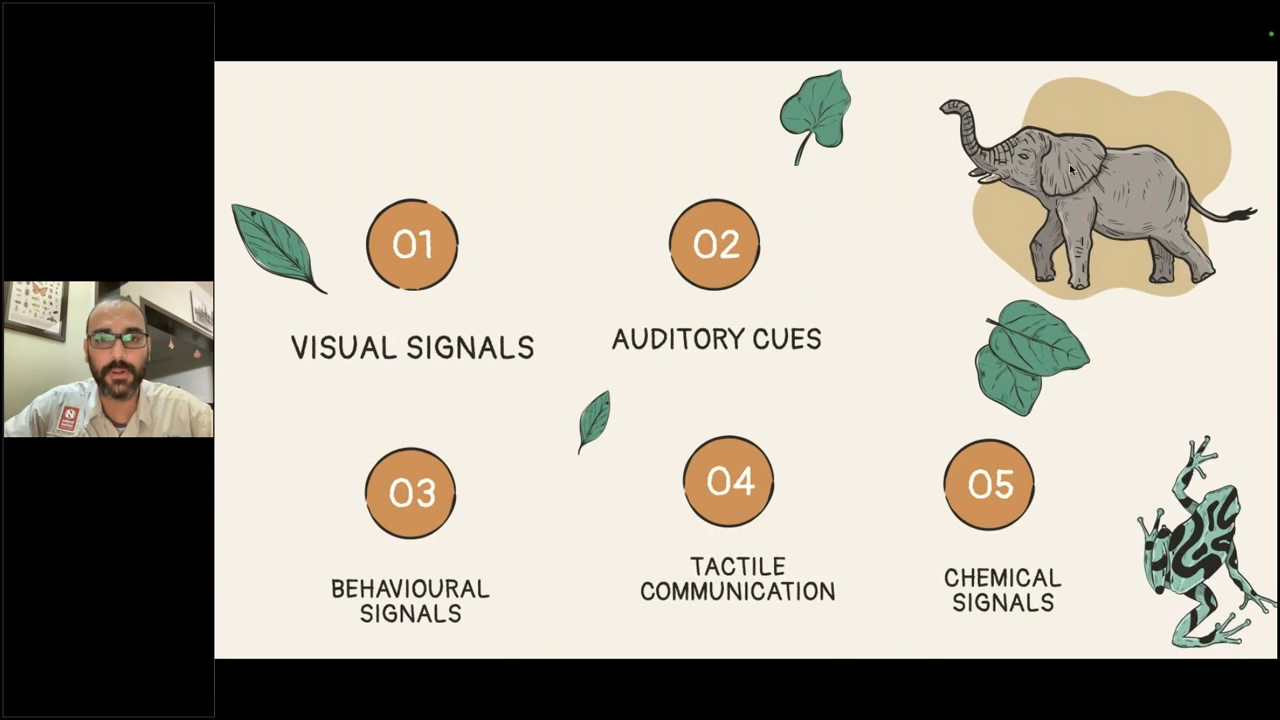 01
VISUAL SIGNALS
02
AUDITORY CUES
03
BEHAVIOURAL
SIGNALS
04
TACTILE
COMMUNICATION
05
CHEMICAL
SIGNALS